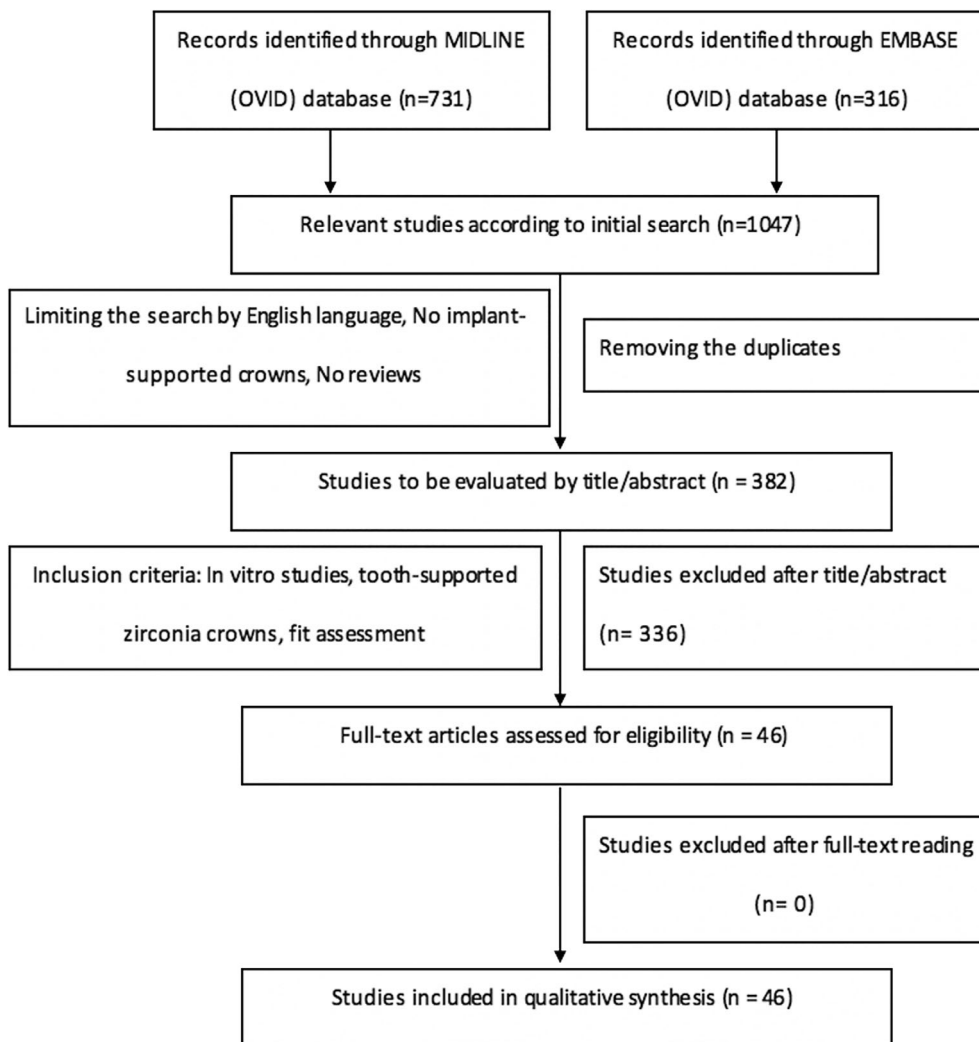 Records identified through MIDLINE
(OVID) database (n=731)
Records identified through EMBASE
(OVID) database (n=316)
Relevant studies according to initial search (n=1047)
Limiting the search by English language, No implant-
supported crowns, No reviews
Removing the duplicates
Studies to be evaluated by title/abstract (n = 382)
Inclusion criteria: In vitro studies, tooth-supported
zirconia crowns, fit assessment
Studies excluded after title/abstract
(n= 336)
Full-text articles assessed for eligibility (n = 46)
Studies excluded after full-text reading
(n= 0)
Studies included in qualitative synthesis (n = 46)